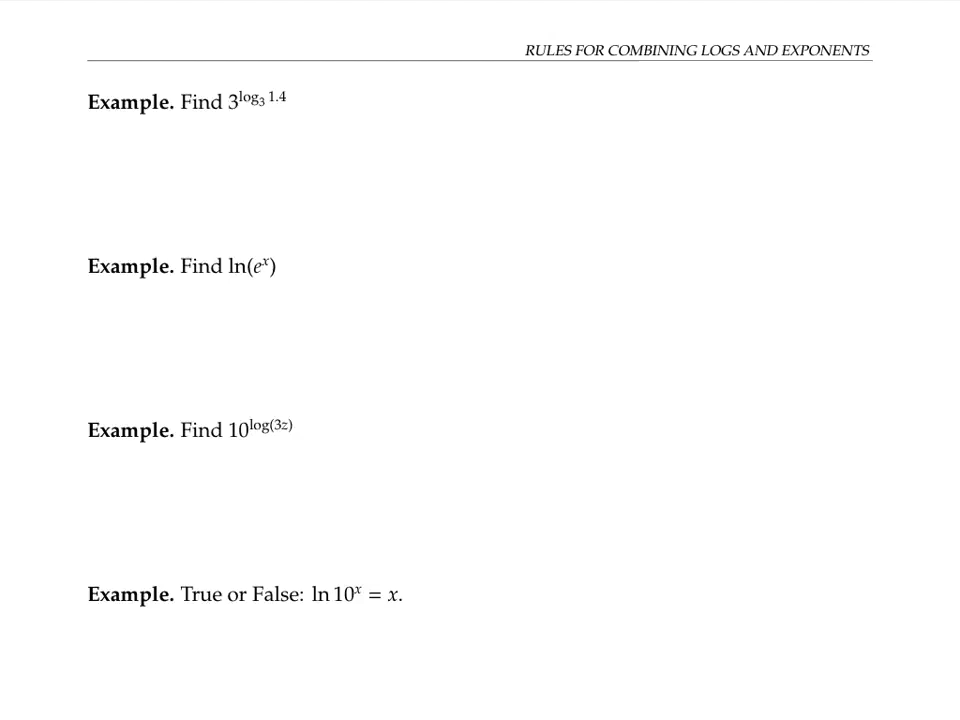 RULES FOR COMBINING LOGS AND EXPONENTS
Example. Find $3^{\log_3 1.4}$
Example. Find $\ln(e^x)$
Example. Find $10^{\log(3z)}$
Example. True or False: $\ln 10^x = x$.